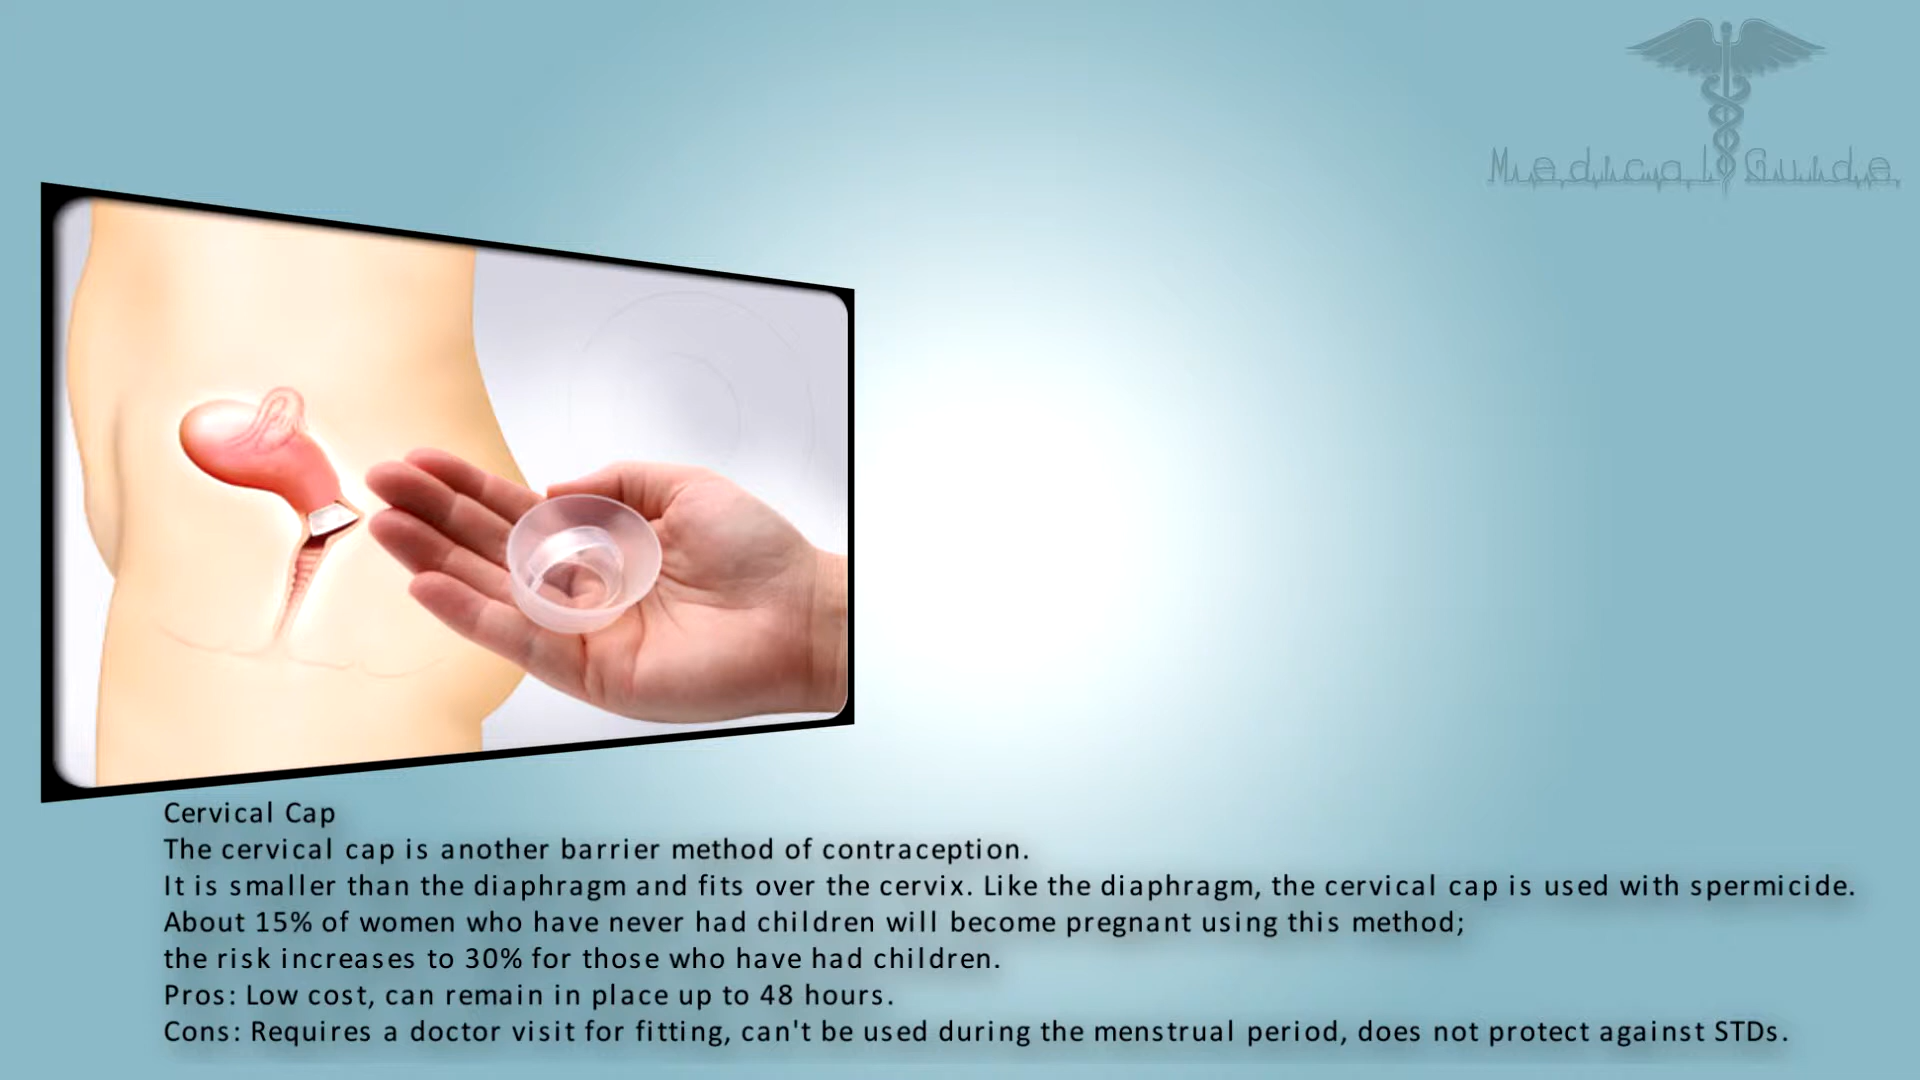 Medical Guide
Cervical Cap
The cervical cap is another barrier method of contraception.
It is smaller than the diaphragm and fits over the cervix. Like the diaphragm, the cervical cap is used with spermicide.
About 15% of women who have never had children will become pregnant using this method;
the risk increases to 30% for those who have had children.
Pros: Low cost, can remain in place up to 48 hours.
Cons: Requires a doctor visit for fitting, can't be used during the menstrual period, does not protect against STDs.